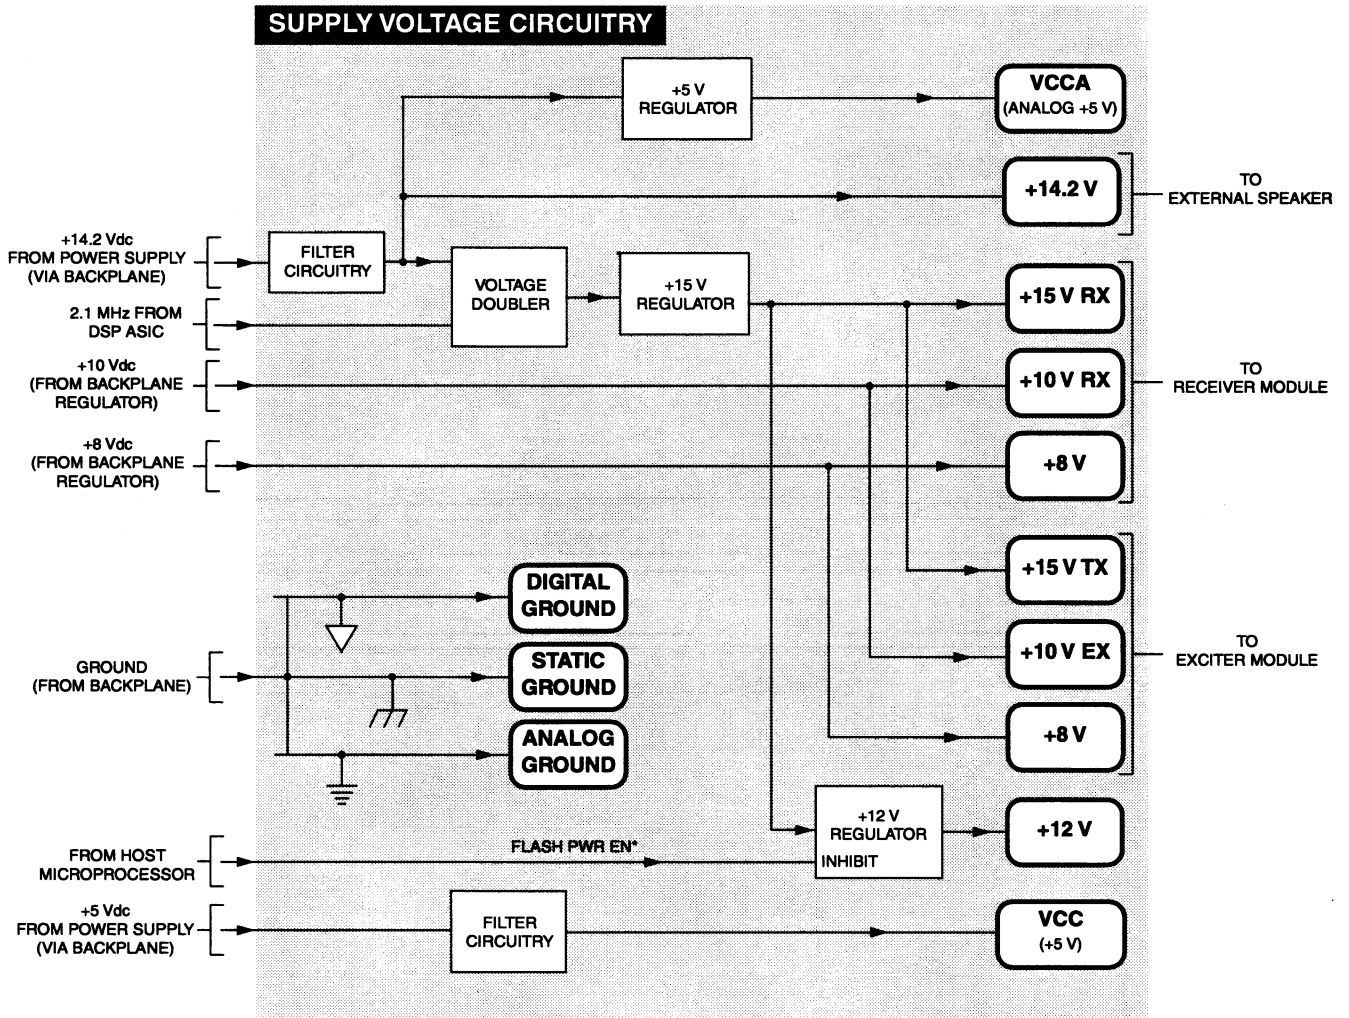 SUPPLY VOLTAGE CIRCUITRY
+5 V
REGULATOR
VCCA
(ANALOG +5 V)
+14.2 V
TO
EXTERNAL SPEAKER
+14.2 Vdc
FROM POWER SUPPLY
(VIA BACKPLANE)
FILTER
CIRCUITRY
VOLTAGE
DOUBLER
+15 V
REGULATOR
+15 V RX
2.1 MHz FROM
DSP ASIC
+10 Vdc
(FROM BACKPLANE
REGULATOR)
+10 V RX
TO
RECEIVER MODULE
+8 Vdc
(FROM BACKPLANE
REGULATOR)
+8 V
+15 V TX
DIGITAL
GROUND
GROUND
(FROM BACKPLANE)
STATIC
GROUND
+10 V EX
TO
EXCITER MODULE
ANALOG
GROUND
+8 V
+12 V
REGULATOR
INHIBIT
+12 V
FROM HOST
MICROPROCESSOR
FLASH PWR EN*
+5 Vdc
FROM POWER SUPPLY
(VIA BACKPLANE)
FILTER
CIRCUITRY
VCC
(+5 V)